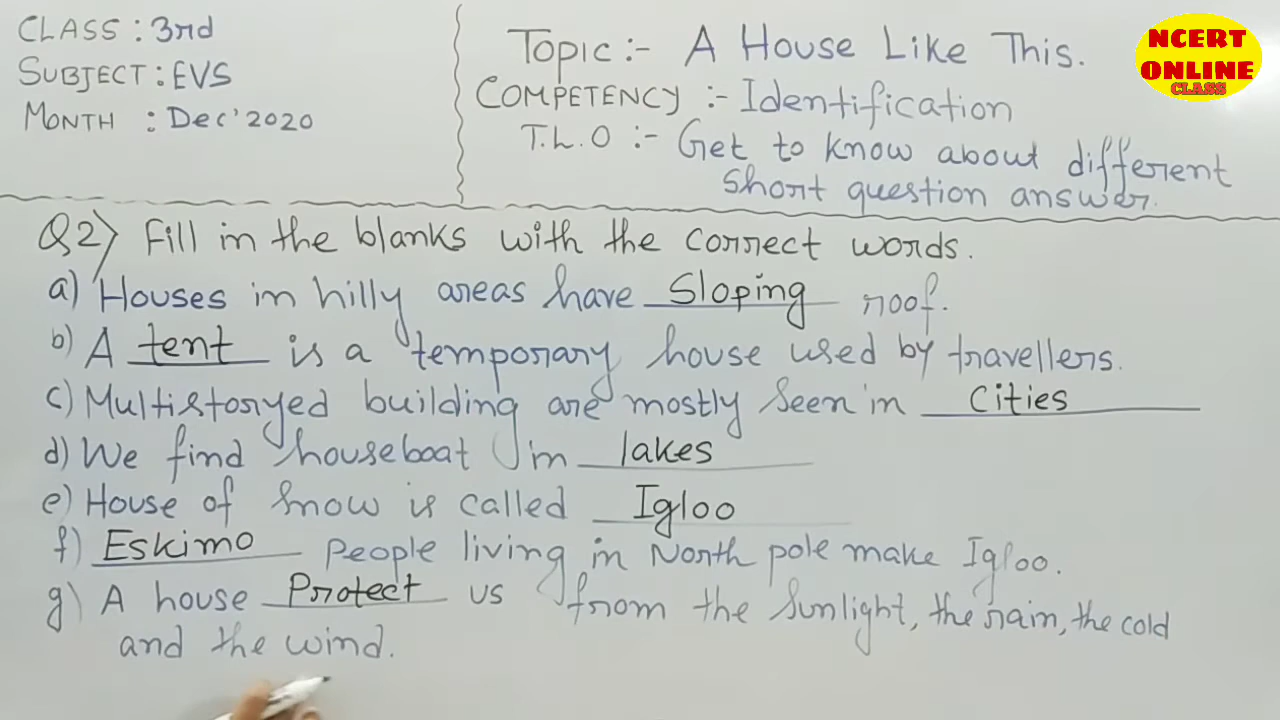 CLASS : 3rd
SUBJECT : EVS
MONTH : Dec' 2020
TOPIC :- A HOUSE LIKE THIS.
COMPETENCY :- Identification
T.L.O :- Get to know about different
short question answer.
NCERT
ONLINE
CLASS
Q2) Fill in the blanks with the correct words.
a) Houses in hilly areas have Sloping roof.
b) A tent is a temporary house used by travellers.
c) Multistoryed building are mostly seen in Cities
d) We find houseboat in lakes
e) House of snow is called Igloo
f) Eskimo people living in North pole make Igloo.
g) A house Protect us from the sunlight, the rain, the cold
and the wind.